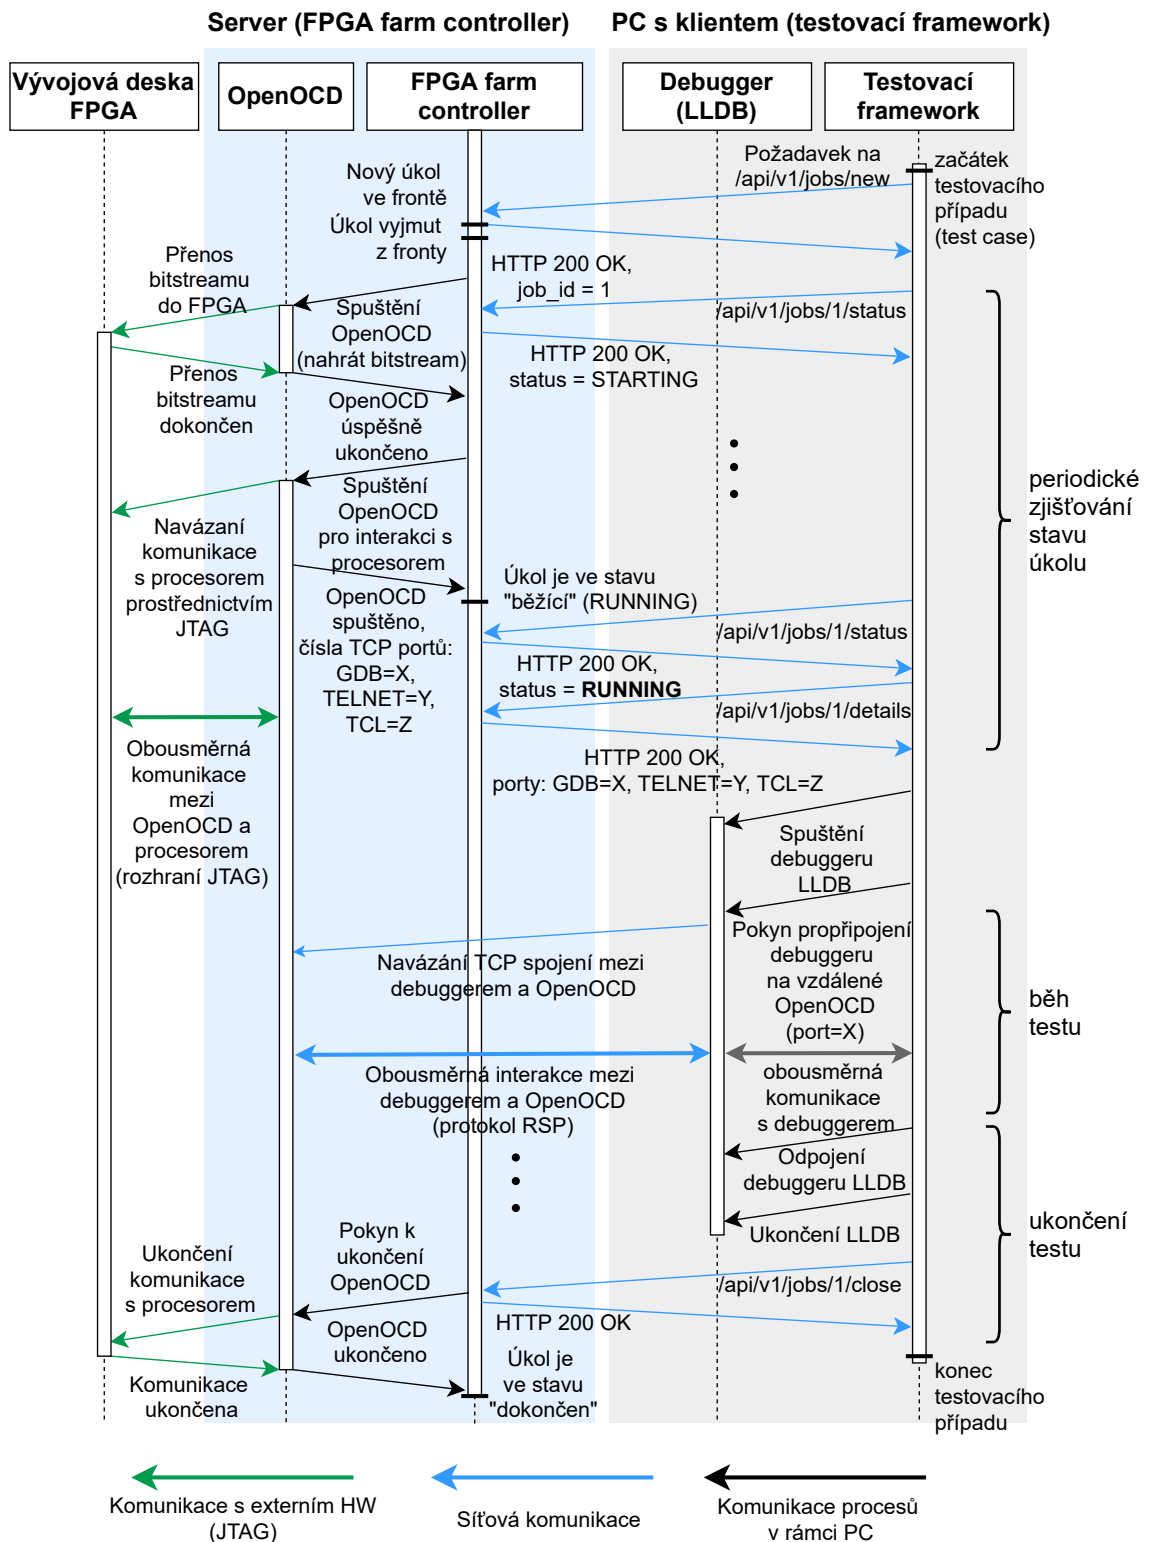 Server (FPGA farm controller)
PC s klientem (testovací framework)
Vývojová deska
FPGA
OpenOCD
FPGA farm
controller
Debugger
(LLDB)
Testovací
framework
Požadavek na
/api/v1/jobs/new
začátek
testovacího
případu
(test case)
Nový úkol
ve frontě
Úkol vyjmut
z fronty
HTTP 200 OK,
job_id = 1
Přenos
bitstreamu
do FPGA
Spuštění
OpenOCD
(nahrát bitstream)
/api/v1/jobs/1/status
HTTP 200 OK,
status = STARTING
Přenos
bitstreamu
dokončen
OpenOCD
úspěšně
ukončeno
periodické
zjišťování
stavu
úkolu
Spuštění
OpenOCD
pro interakci s
procesorem
Navázaní
komunikace
s procesorem
prostřednictvím
JTAG
Úkol je ve stavu
"běžící" (RUNNING)
OpenOCD
spuštěno,
čísla TCP portů:
GDB=X,
TELNET=Y,
TCL=Z
/api/v1/jobs/1/status
HTTP 200 OK,
status = RUNNING
/api/v1/jobs/1/details
HTTP 200 OK,
porty: GDB=X, TELNET=Y, TCL=Z
Obousměrná
komunikace
mezi
OpenOCD a
procesorem
(rozhraní JTAG)
Spuštění
debuggeru
LLDB
Pokyn propřipojení
debuggeru
na vzdálené
OpenOCD
(port=X)
Navázání TCP spojení mezi
debuggerem a OpenOCD
běh
testu
Obousměrná interakce mezi
debuggerem a OpenOCD
(protokol RSP)
obousměrná
komunikace
s debuggerem
Odpojení
debuggeru LLDB
Ukončení LLDB
ukončení
testu
Pokyn k
ukončení
OpenOCD
/api/v1/jobs/1/close
HTTP 200 OK
Ukončení
komunikace
s procesorem
OpenOCD
ukončeno
Úkol je
ve stavu
"dokončen"
Komunikace
ukončena
konec
testovacího
případu
Komunikace s externím HW
(JTAG)
Síťová komunikace
Komunikace procesů
v rámci PC